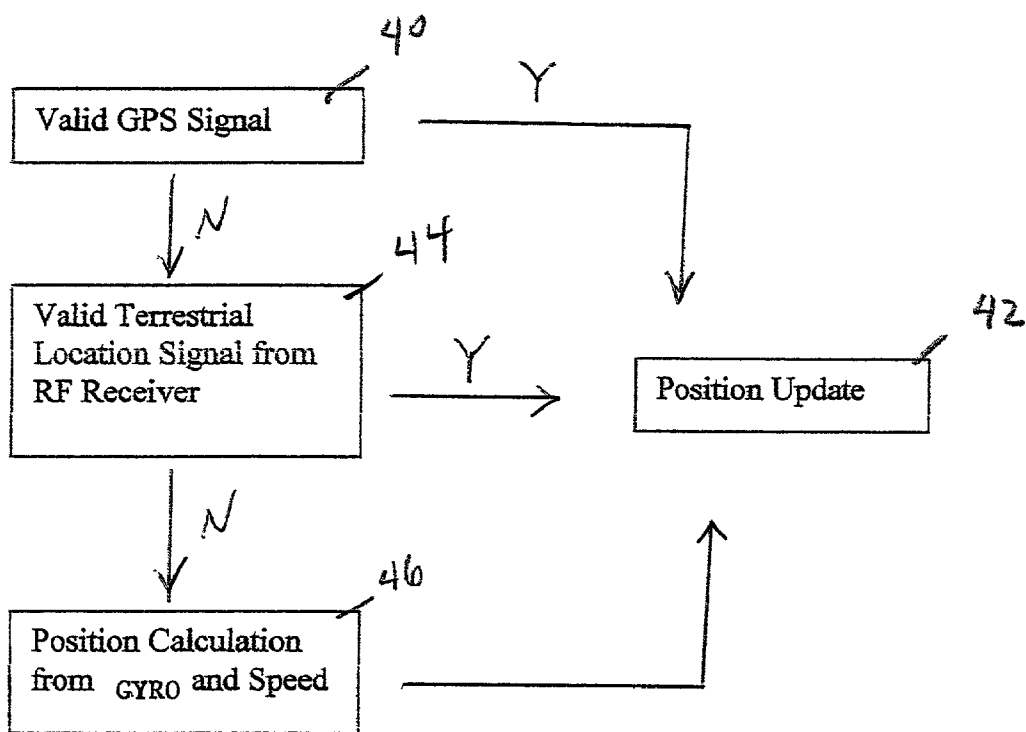 40
Y
Valid GPS Signal
N
44
Valid Terrestrial
Location Signal from
RF Receiver
Y
42
Position Update
N
46
Position Calculation
from GYRO and Speed